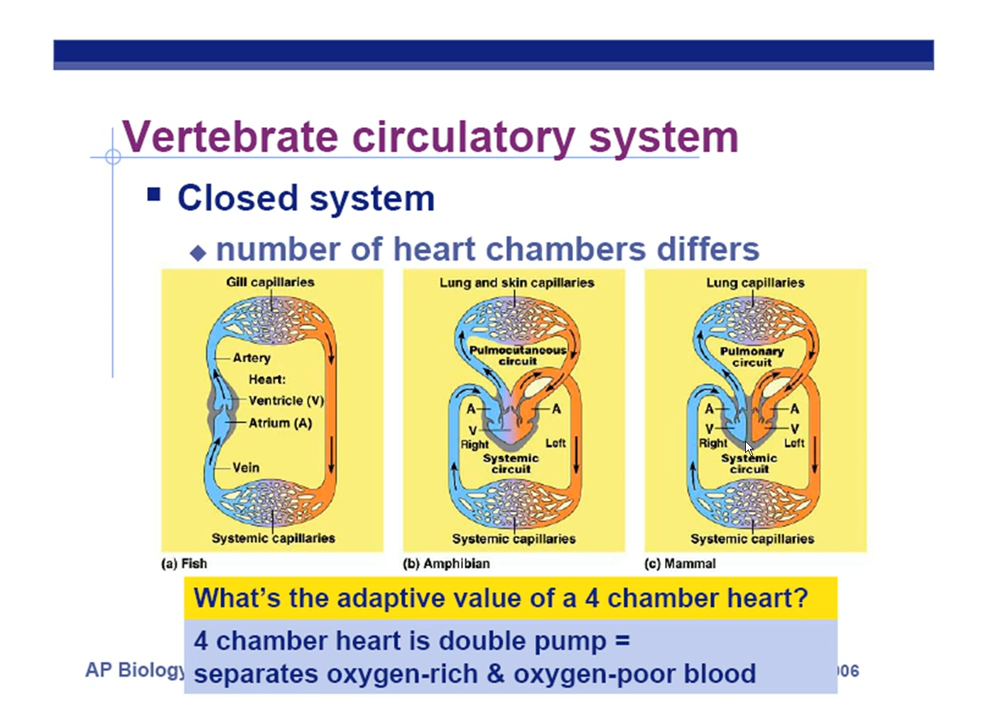 Vertebrate circulatory system
Closed system
number of heart chambers differs
Gill capillaries
Artery
Heart:
Ventricle (V)
Atrium (A)
Vein
Systemic capillaries
(a) Fish
Lung and skin capillaries
Pulmocutaneous
circuit
A
A
V
Right
Left
Systemic
circuit
Systemic capillaries
(b) Amphibian
Lung capillaries
Pulmonary
circuit
A
A
V
V
Right
Left
Systemic
circuit
Systemic capillaries
(c) Mammal
What's the adaptive value of a 4 chamber heart?
4 chamber heart is double pump =
separates oxygen-rich & oxygen-poor blood
AP Biology
006